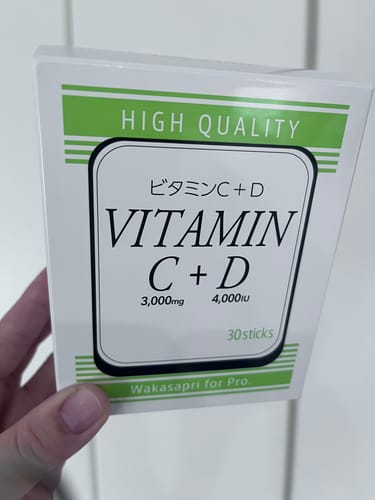 HIGH QUALITY
ビタミンC+D
VITAMIN
C + D
3,000mg 4,000IU
30sticks
Wakasapri for Pro.